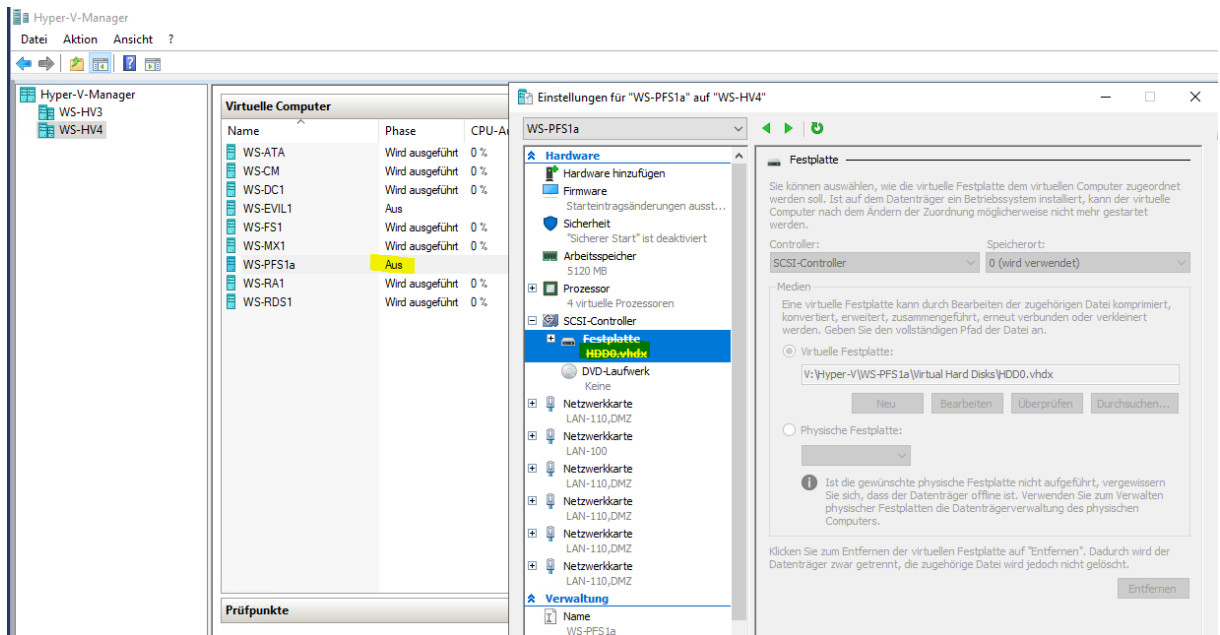 Hyper-V-Manager
Datei Aktion Ansicht ?
Hyper-V-Manager
WS-HV3
WS-HV4
Virtuelle Computer
Name Phase
WS-ATA Wird ausgeführt 0 %
WS-CM Wird ausgeführt 0 %
WS-DC1 Wird ausgeführt 0 %
WS-EVIL1 Aus
WS-FS1 Wird ausgeführt 0 %
WS-MX1 Wird ausgeführt 0 %
WS-PFS1a Aus
WS-RA1 Wird ausgeführt 0 %
WS-RDS1 Wird ausgeführt 0 %
Prüfpunkte
Einstellungen für "WS-PFS1a" auf "WS-HV4"
WS-PFS1a
Hardware
Hardware hinzufügen
Firmware
Starteintragsänderungen ausst...
Sicherheit
"Sicherer Start" ist deaktiviert
Arbeitsspeicher
5120 MB
Prozessor
4 virtuelle Prozessoren
SCSI-Controller
Festplatte
HDD0.vhdx
DVD-Laufwerk
Keine
Netzwerkkarte
LAN-110,DMZ
Netzwerkkarte
LAN-100
Netzwerkkarte
LAN-110,DMZ
Netzwerkkarte
LAN-110,DMZ
Netzwerkkarte
LAN-110,DMZ
Netzwerkkarte
LAN-110,DMZ
Verwaltung
Name
WS-PFS1a
Festplatte
Sie können auswählen, wie die virtuelle Festplatte dem virtuellen Computer zugeordnet
werden soll. Ist auf dem Datenträger ein Betriebssystem installiert, kann der virtuelle
Computer nach dem Ändern der Zuordnung möglicherweise nicht mehr gestartet
werden.
Controller: Speicherort:
SCSI-Controller 0 (wird verwendet)
Medien
Eine virtuelle Festplatte kann durch Bearbeiten der zugehörigen Datei komprimiert,
konvertiert, erweitert, zusammengeführt, erneut verbunden oder verkleinert
werden. Geben Sie den vollständigen Pfad der Datei an.
Virtuelle Festplatte:
V:\Hyper-V\WS-PFS1a\Virtual Hard Disks\HDD0.vhdx
Neu Bearbeiten Überprüfen Durchsuchen...
Physische Festplatte:
Ist die gewünschte physische Festplatte nicht aufgeführt, vergewissern
Sie sich, dass der Datenträger offline ist. Verwenden Sie zum Verwalten
physischer Festplatten die Datenträgerverwaltung des physischen
Computers.
Klicken Sie zum Entfernen der virtuellen Festplatte auf "Entfernen". Dadurch wird der
Datenträger zwar getrennt, die zugehörige Datei wird jedoch nicht gelöscht.
Entfernen